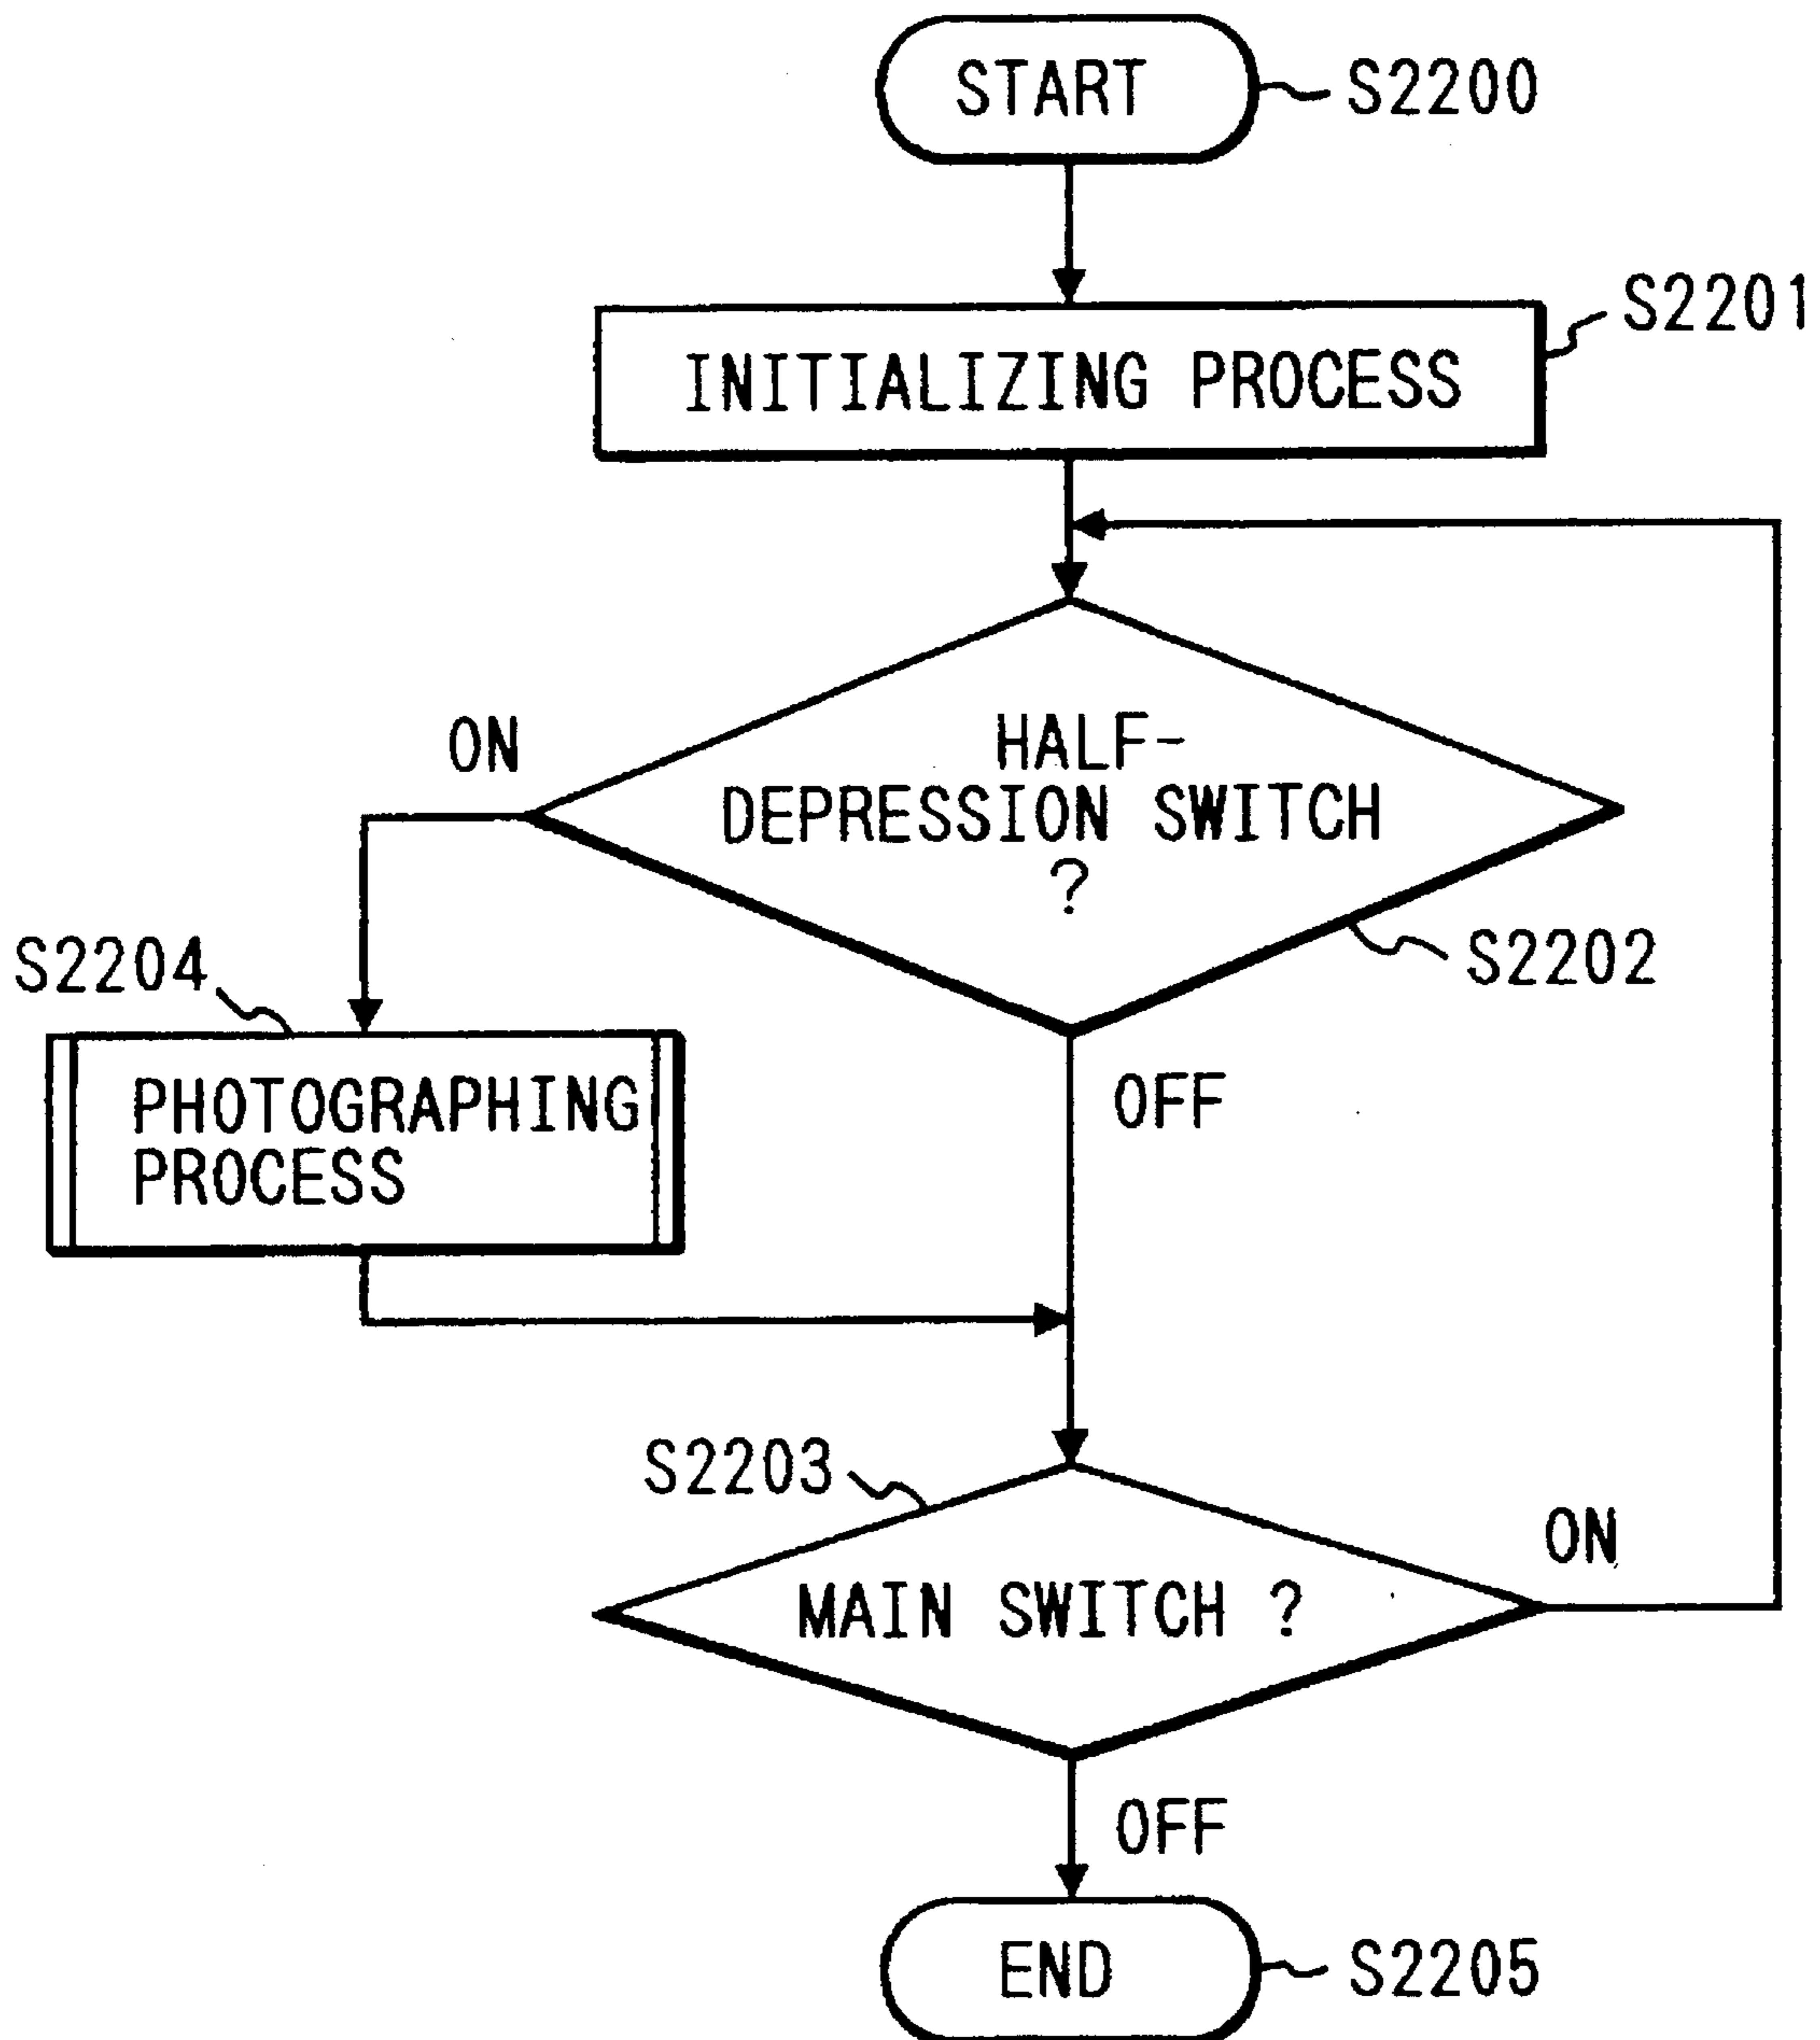 START
S2200
S2201
INITIALIZING PROCESS
ON
HALF-
DEPRESSION SWITCH
?
S2202
S2204
PHOTOGRAPHING
PROCESS
OFF
S2203
ON
MAIN SWITCH ?
OFF
END
S2205